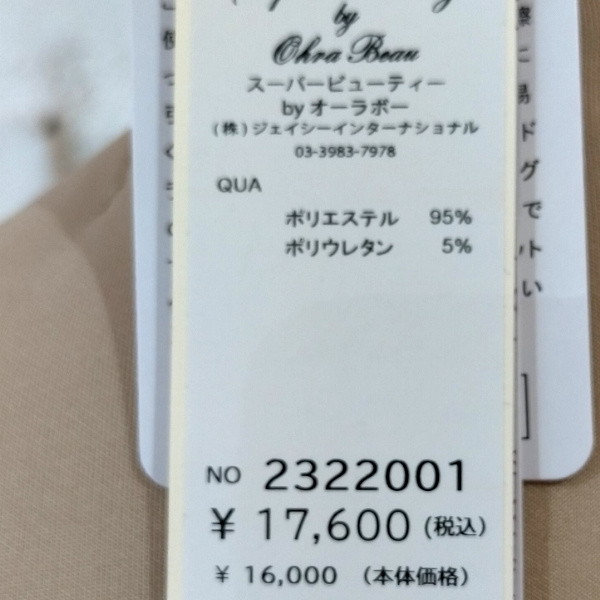 by
Ohra Beau
スーパービューティー
by オーラボー
(株)ジェイシーインターナショナル
03-3983-7978
QUA
ポリエステル 95%
ポリウレタン 5%
NO 2322001
¥ 17,600 (税込)
¥ 16,000 (本体価格)